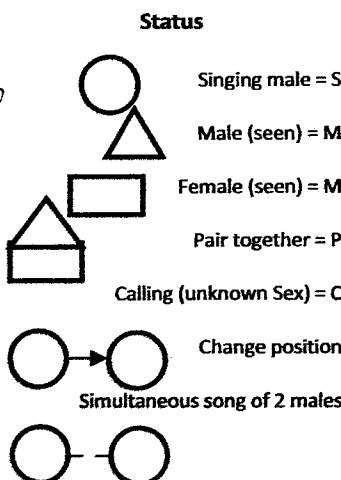 Status
Singing male = S
Male (seen) = M
Female (seen) = M
Pair together = P
Calling (unknown Sex) = C
Change position
Simultaneous song of 2 males